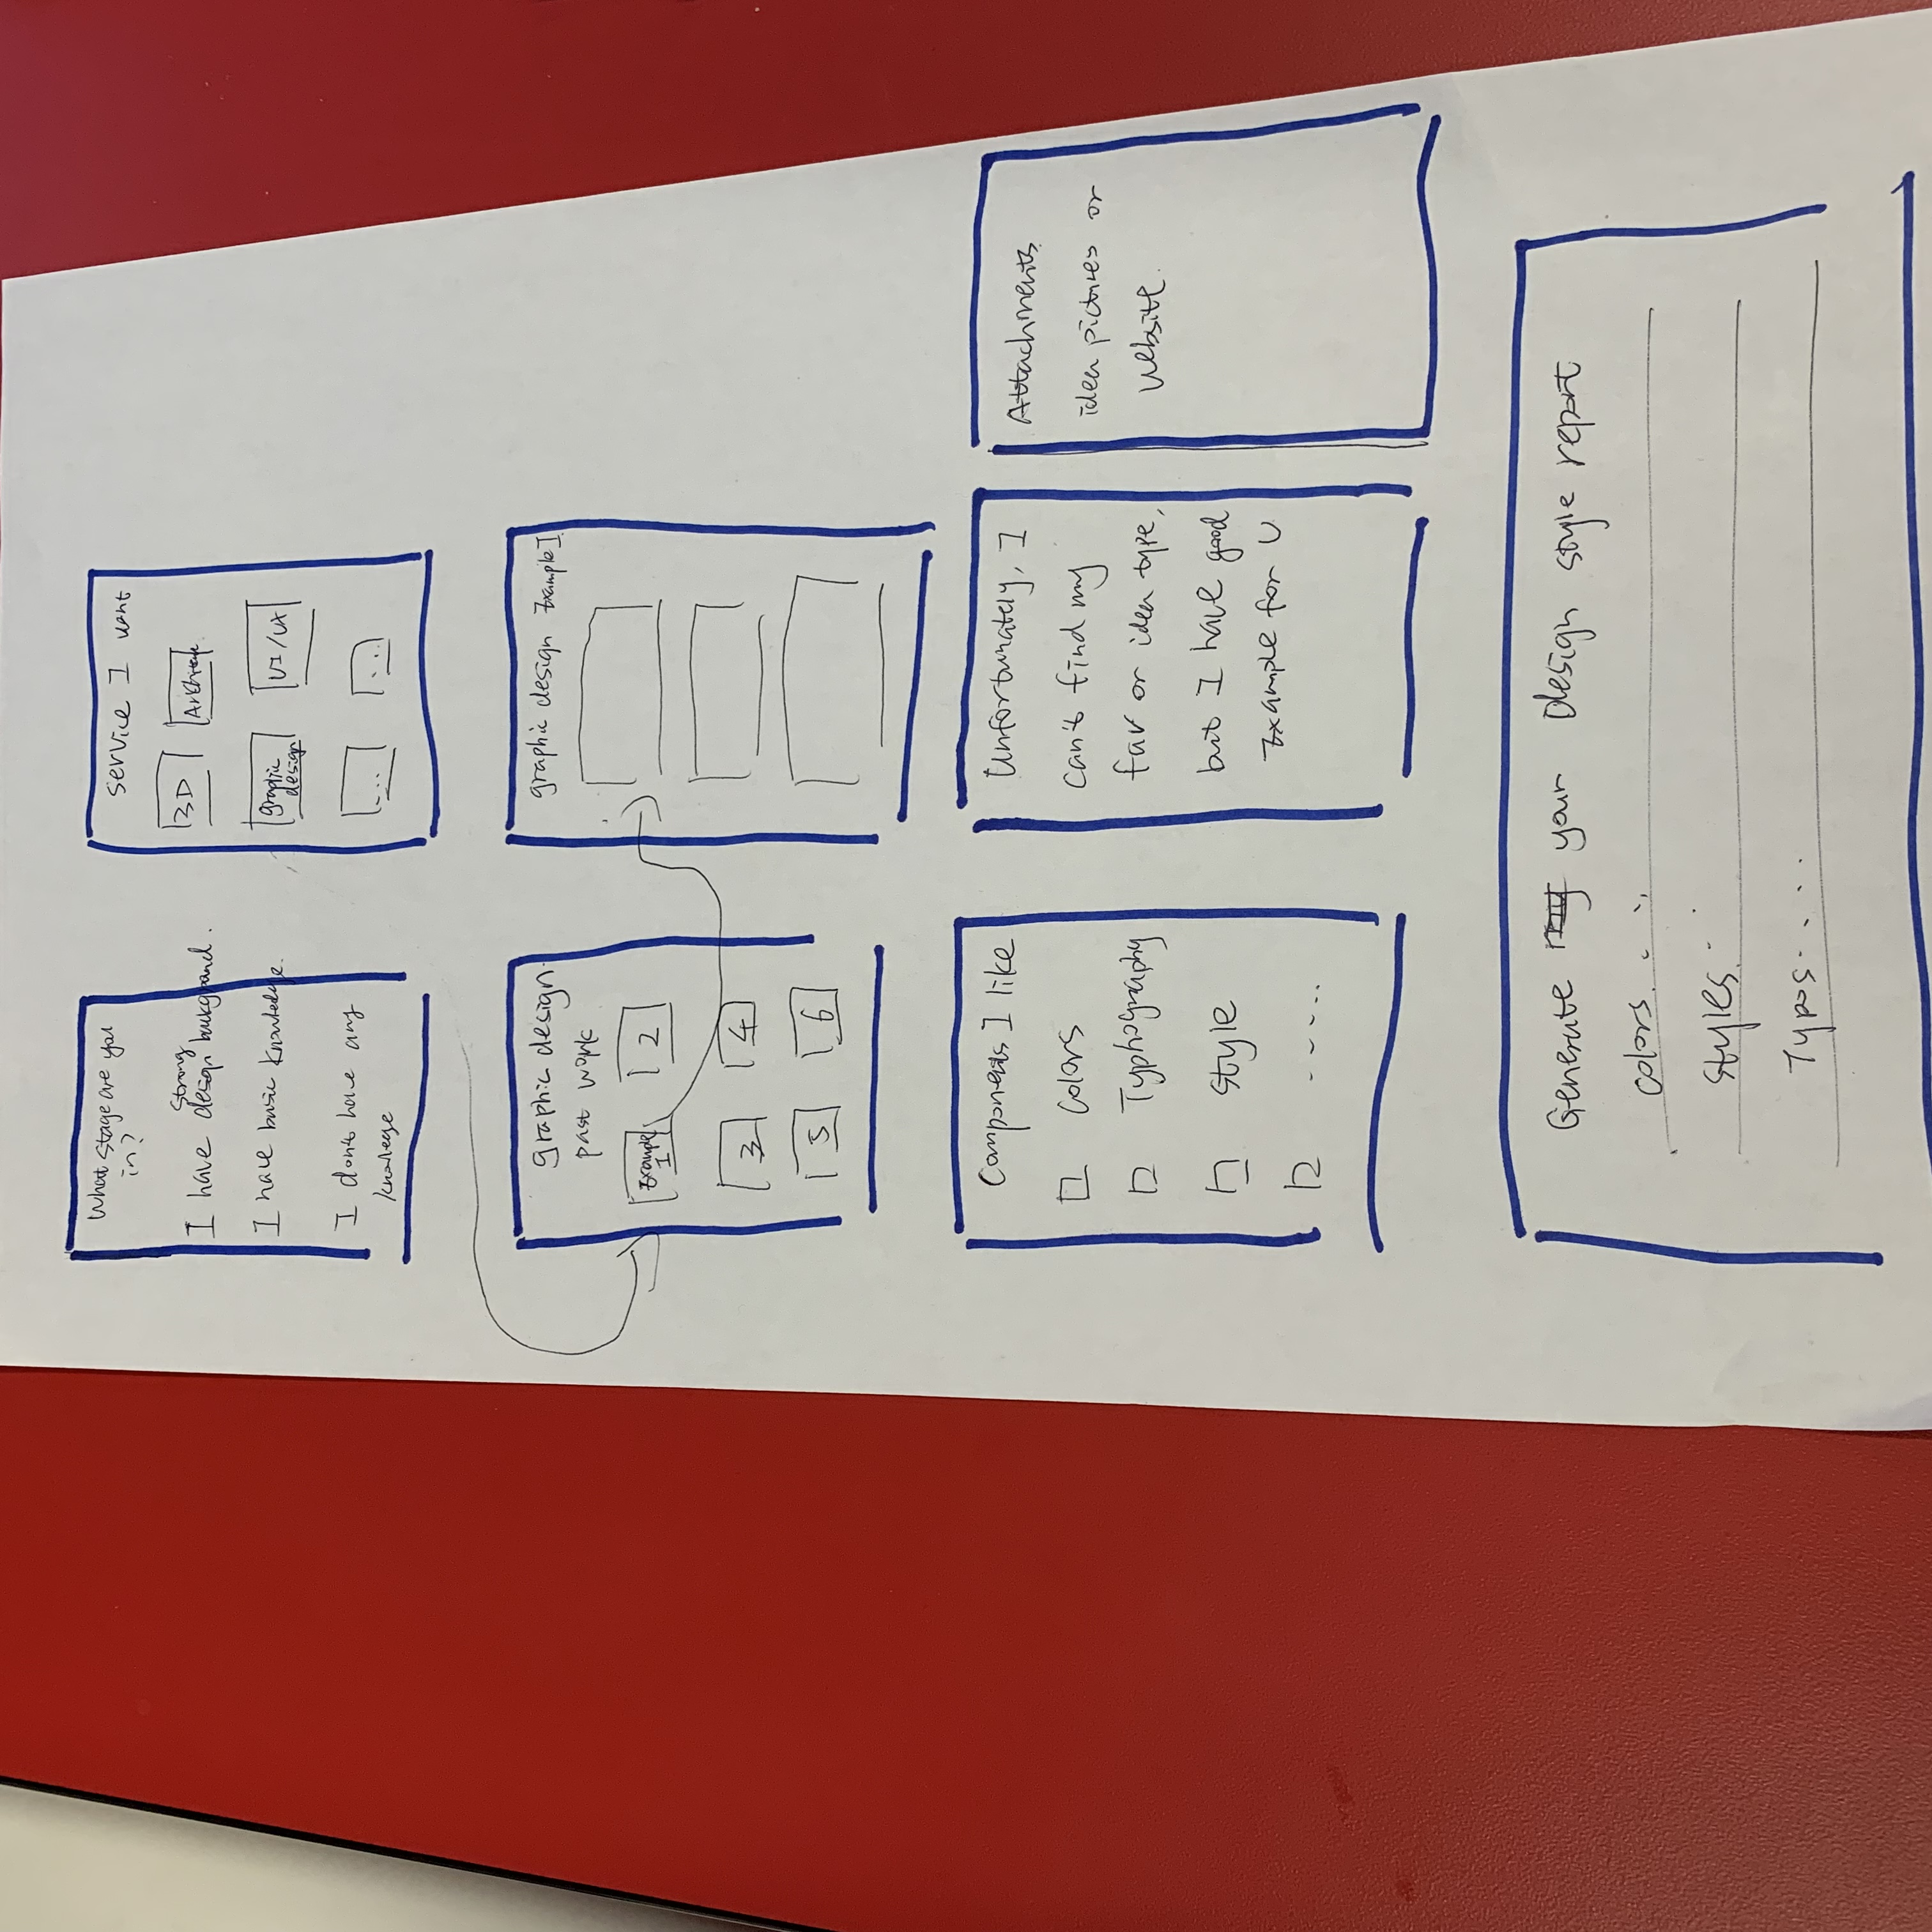 What stage are you
in?
strong
I have design background.
I have basic knowledge.
I don't have any
knowlege
service I want
3D
graphic
design
UI/UX
...
...
graphic design
past work
Example
1
2
3
4
5
6
graphic design Example 1
Components I like
colors
Typhography
style
.....
Unfortunately, I
can't find my
fav or idea type,
but I have good
Example for U
Attachments.
idea pictures or
website.
Generate your Design style report
colors. . . .
styles. . .
Typos. . . .